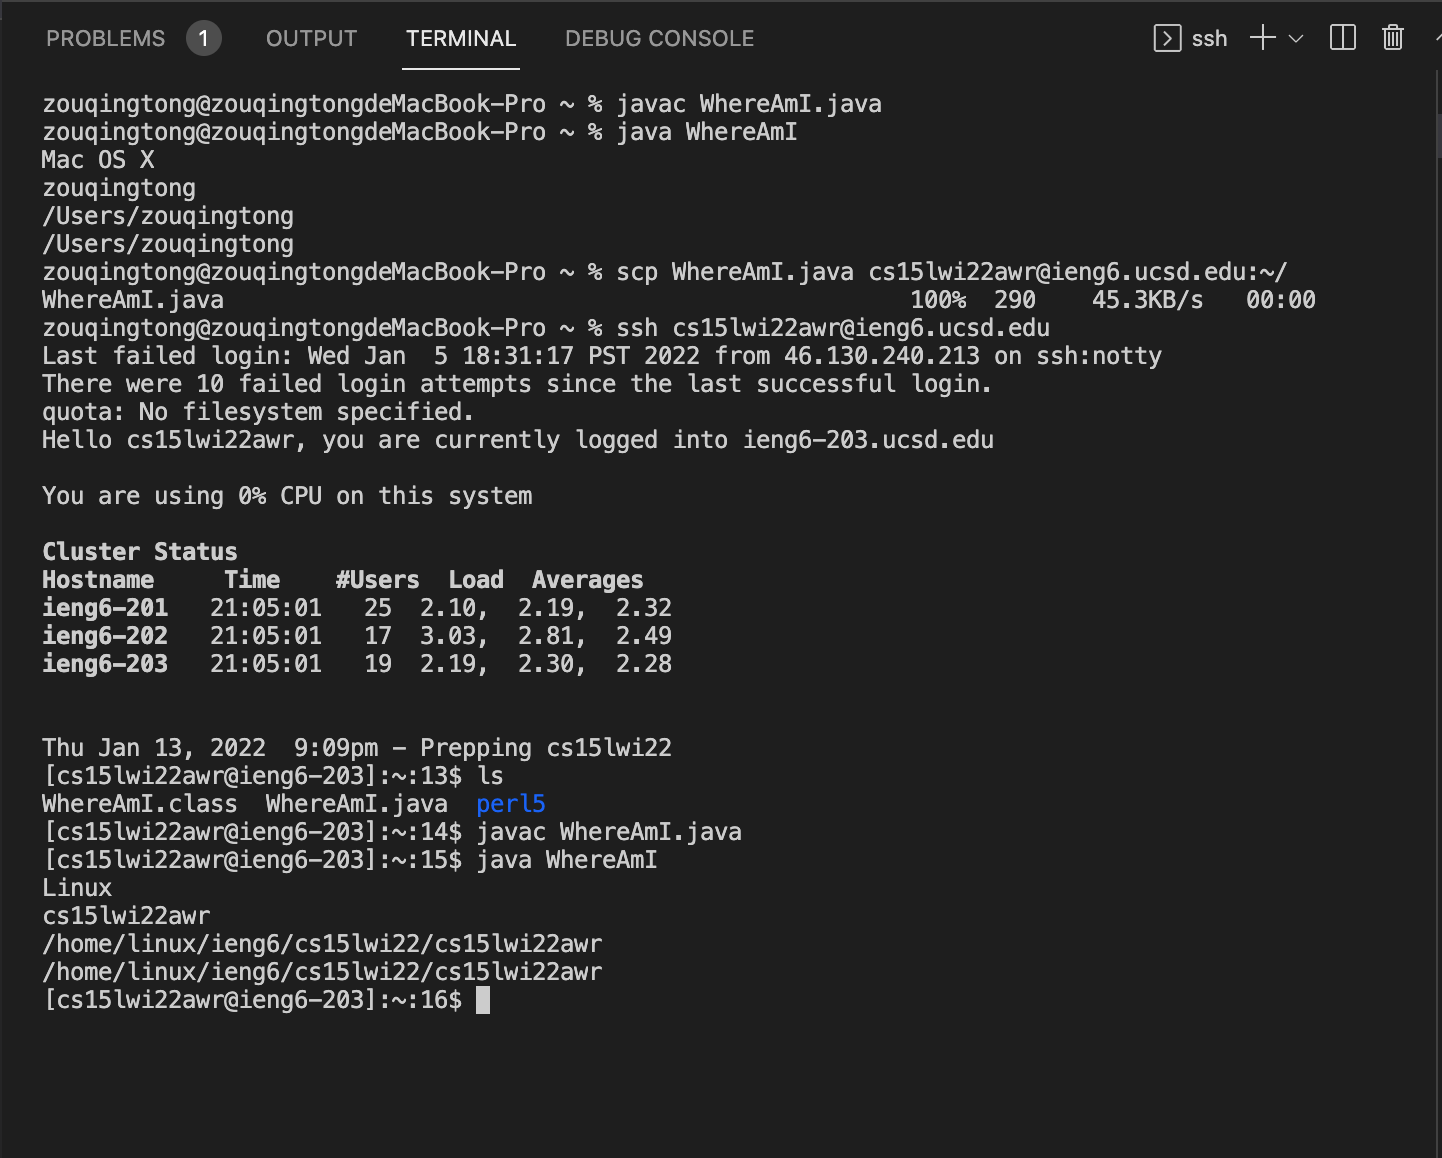 PROBLEMS 1 OUTPUT TERMINAL DEBUG CONSOLE ssh
zouqingtong@zouqingtongdeMacBook-Pro ~ % javac WhereAmI.java
zouqingtong@zouqingtongdeMacBook-Pro ~ % java WhereAmI
Mac OS X
zouqingtong
/Users/zouqingtong
/Users/zouqingtong
zouqingtong@zouqingtongdeMacBook-Pro ~ % scp WhereAmI.java cs15lwi22awr@ieng6.ucsd.edu:~/
WhereAmI.java 100% 290 45.3KB/s 00:00
zouqingtong@zouqingtongdeMacBook-Pro ~ % ssh cs15lwi22awr@ieng6.ucsd.edu
Last failed login: Wed Jan  5 18:31:17 PST 2022 from 46.130.240.213 on ssh:notty
There were 10 failed login attempts since the last successful login.
quota: No filesystem specified.
Hello cs15lwi22awr, you are currently logged into ieng6-203.ucsd.edu
You are using 0% CPU on this system
Cluster Status
Hostname     Time    #Users  Load  Averages
ieng6-201   21:05:01   25  2.10,  2.19,  2.32
ieng6-202   21:05:01   17  3.03,  2.81,  2.49
ieng6-203   21:05:01   19  2.19,  2.30,  2.28
Thu Jan 13, 2022  9:09pm - Prepping cs15lwi22
[cs15lwi22awr@ieng6-203]:~:13$ ls
WhereAmI.class  WhereAmI.java  perl5
[cs15lwi22awr@ieng6-203]:~:14$ javac WhereAmI.java
[cs15lwi22awr@ieng6-203]:~:15$ java WhereAmI
Linux
cs15lwi22awr
/home/linux/ieng6/cs15lwi22/cs15lwi22awr
/home/linux/ieng6/cs15lwi22/cs15lwi22awr
[cs15lwi22awr@ieng6-203]:~:16$